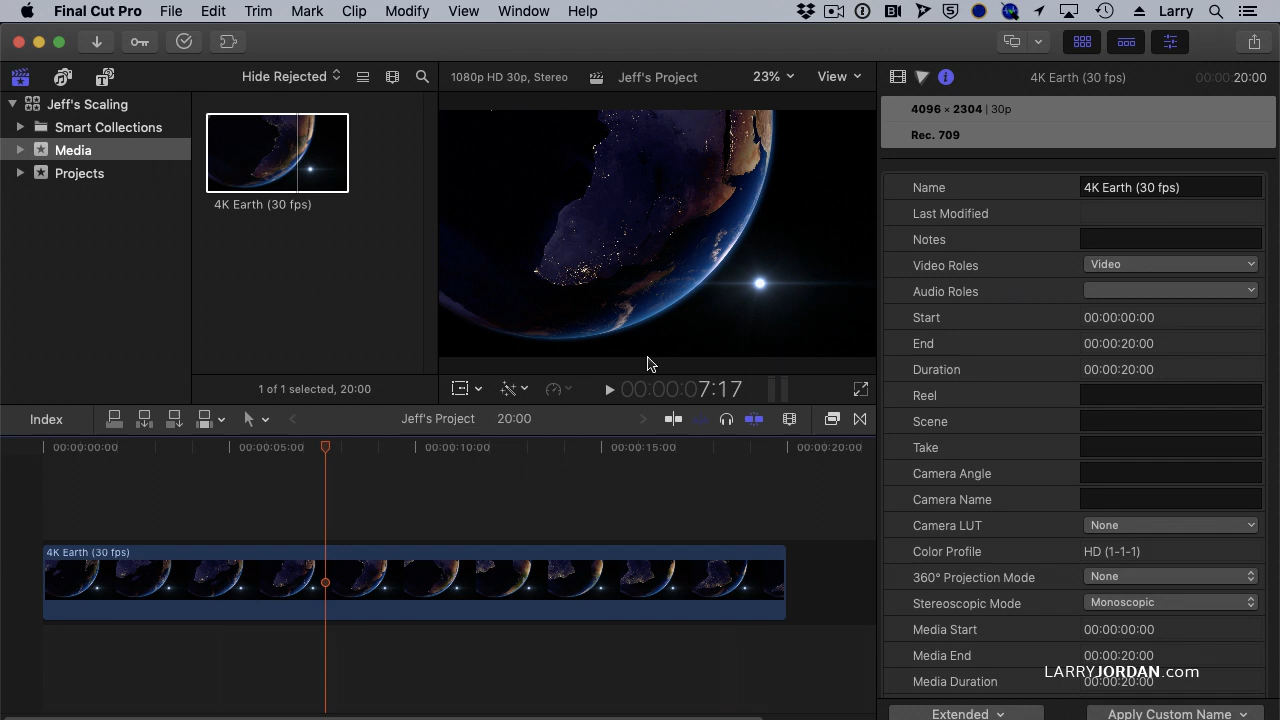 Final Cut Pro File Edit Trim Mark Clip Modify View Window Help Larry
Hide Rejected
1080p HD 30p, Stereo Jeff's Project 23% View
4K Earth (30 fps) 00:00:00:20:00
Jeff's Scaling
Smart Collections
Media
Projects
4K Earth (30 fps)
1 of 1 selected, 20:00
00:00:07:17
4096 × 2304 | 30p
Rec. 709
Name 4K Earth (30 fps)
Last Modified
Notes
Video Roles Video
Audio Roles
Start 00:00:00:00
End 00:00:20:00
Duration 00:00:20:00
Reel
Scene
Take
Camera Angle
Camera Name
Camera LUT None
Color Profile HD (1-1-1)
360° Projection Mode None
Stereoscopic Mode Monoscopic
Media Start 00:00:00:00
Media End 00:00:20:00
Media Duration 00:00:20:00
LARRYJORDAN.com
Extended Apply Custom Name
Index Jeff's Project 20:00
00:00:00:00 00:00:05:00 00:00:10:00 00:00:15:00 00:00:20:00
4K Earth (30 fps)